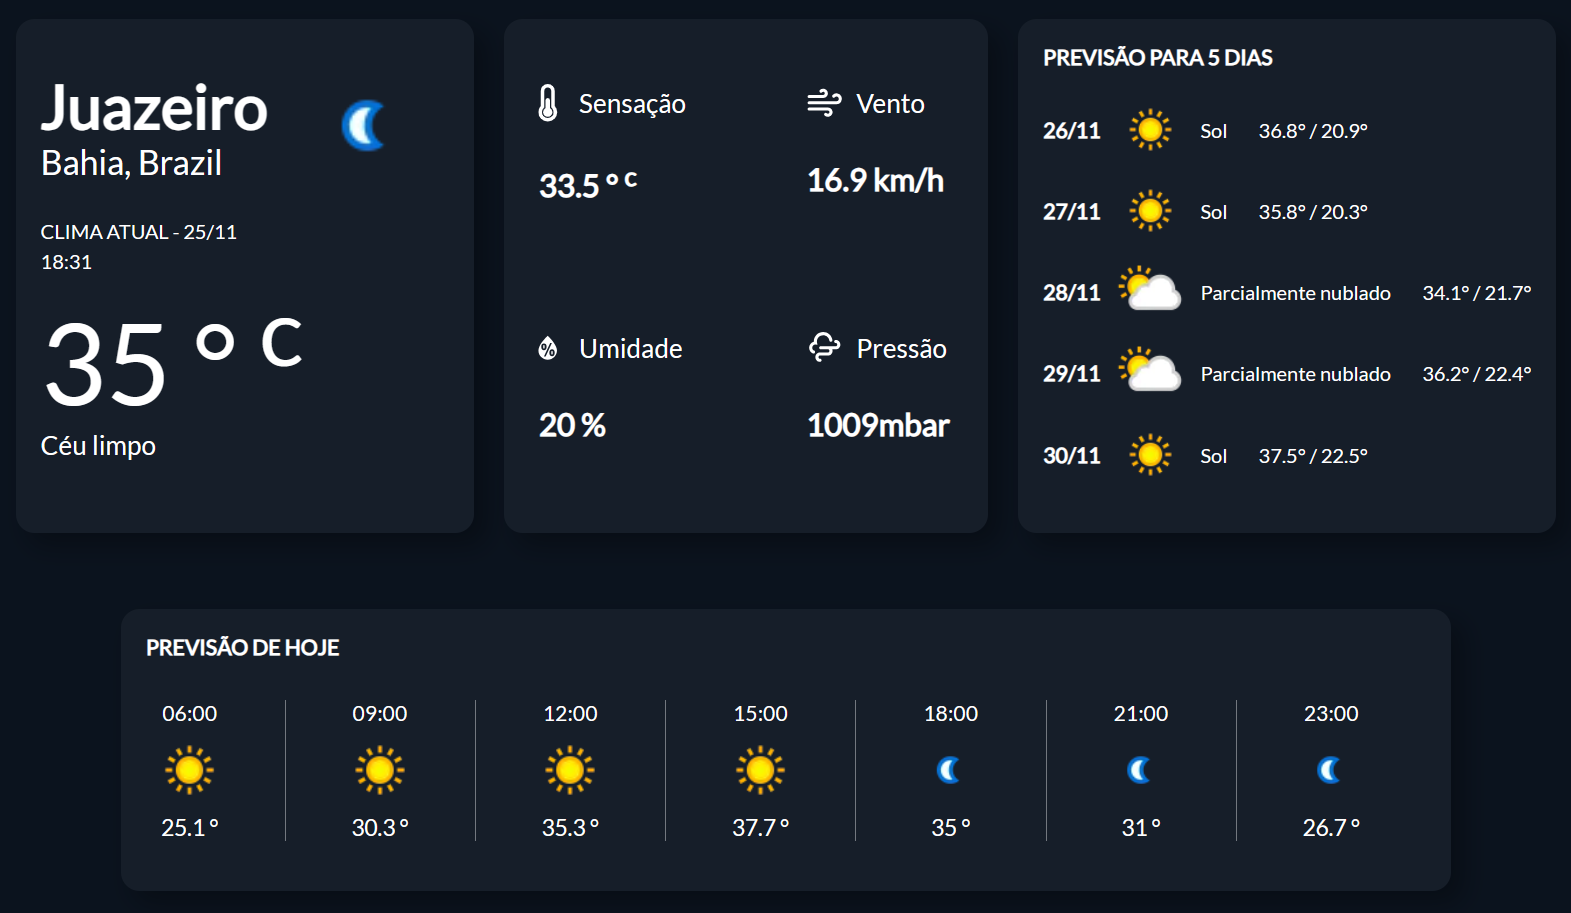 Juazeiro
Bahia, Brazil
CLIMA ATUAL - 25/11
18:31
35 ° C
Céu limpo
Sensação
33.5 ° C
Vento
16.9 km/h
Umidade
20 %
Pressão
1009mbar
PREVISÃO PARA 5 DIAS
26/11 Sol 36.8° / 20.9°
27/11 Sol 35.8° / 20.3°
28/11 Parcialmente nublado 34.1° / 21.7°
29/11 Parcialmente nublado 36.2° / 22.4°
30/11 Sol 37.5° / 22.5°
PREVISÃO DE HOJE
06:00 09:00 12:00 15:00 18:00 21:00 23:00
25.1 ° 30.3 ° 35.3 ° 37.7 ° 35 ° 31 ° 26.7 °